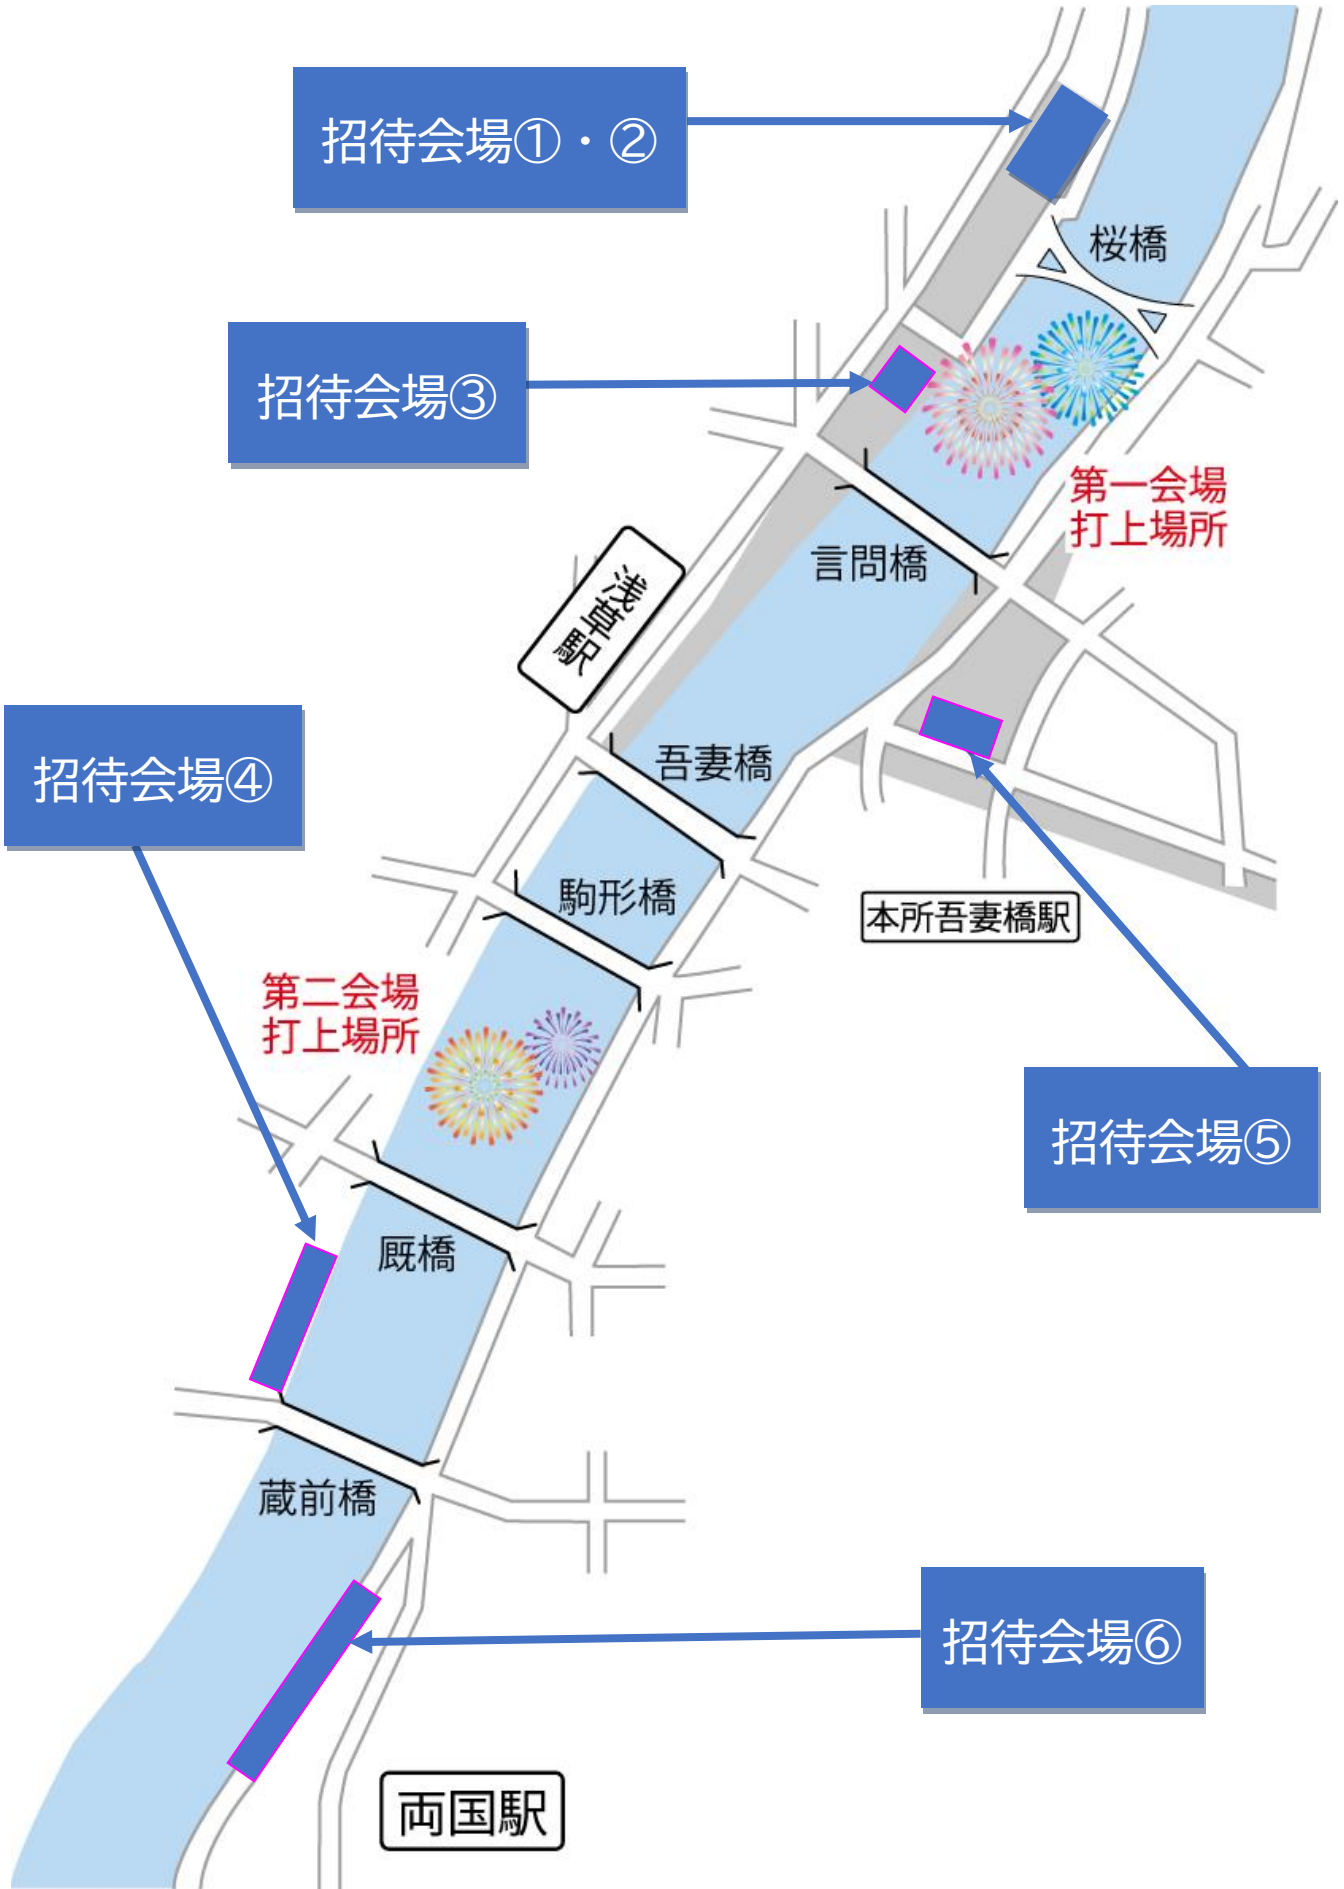 招待会場①・②
桜橋
招待会場③
第一会場
打上場所
言問橋
浅草駅
招待会場④
吾妻橋
駒形橋
本所吾妻橋駅
第二会場
打上場所
招待会場⑤
厩橋
蔵前橋
招待会場⑥
両国駅